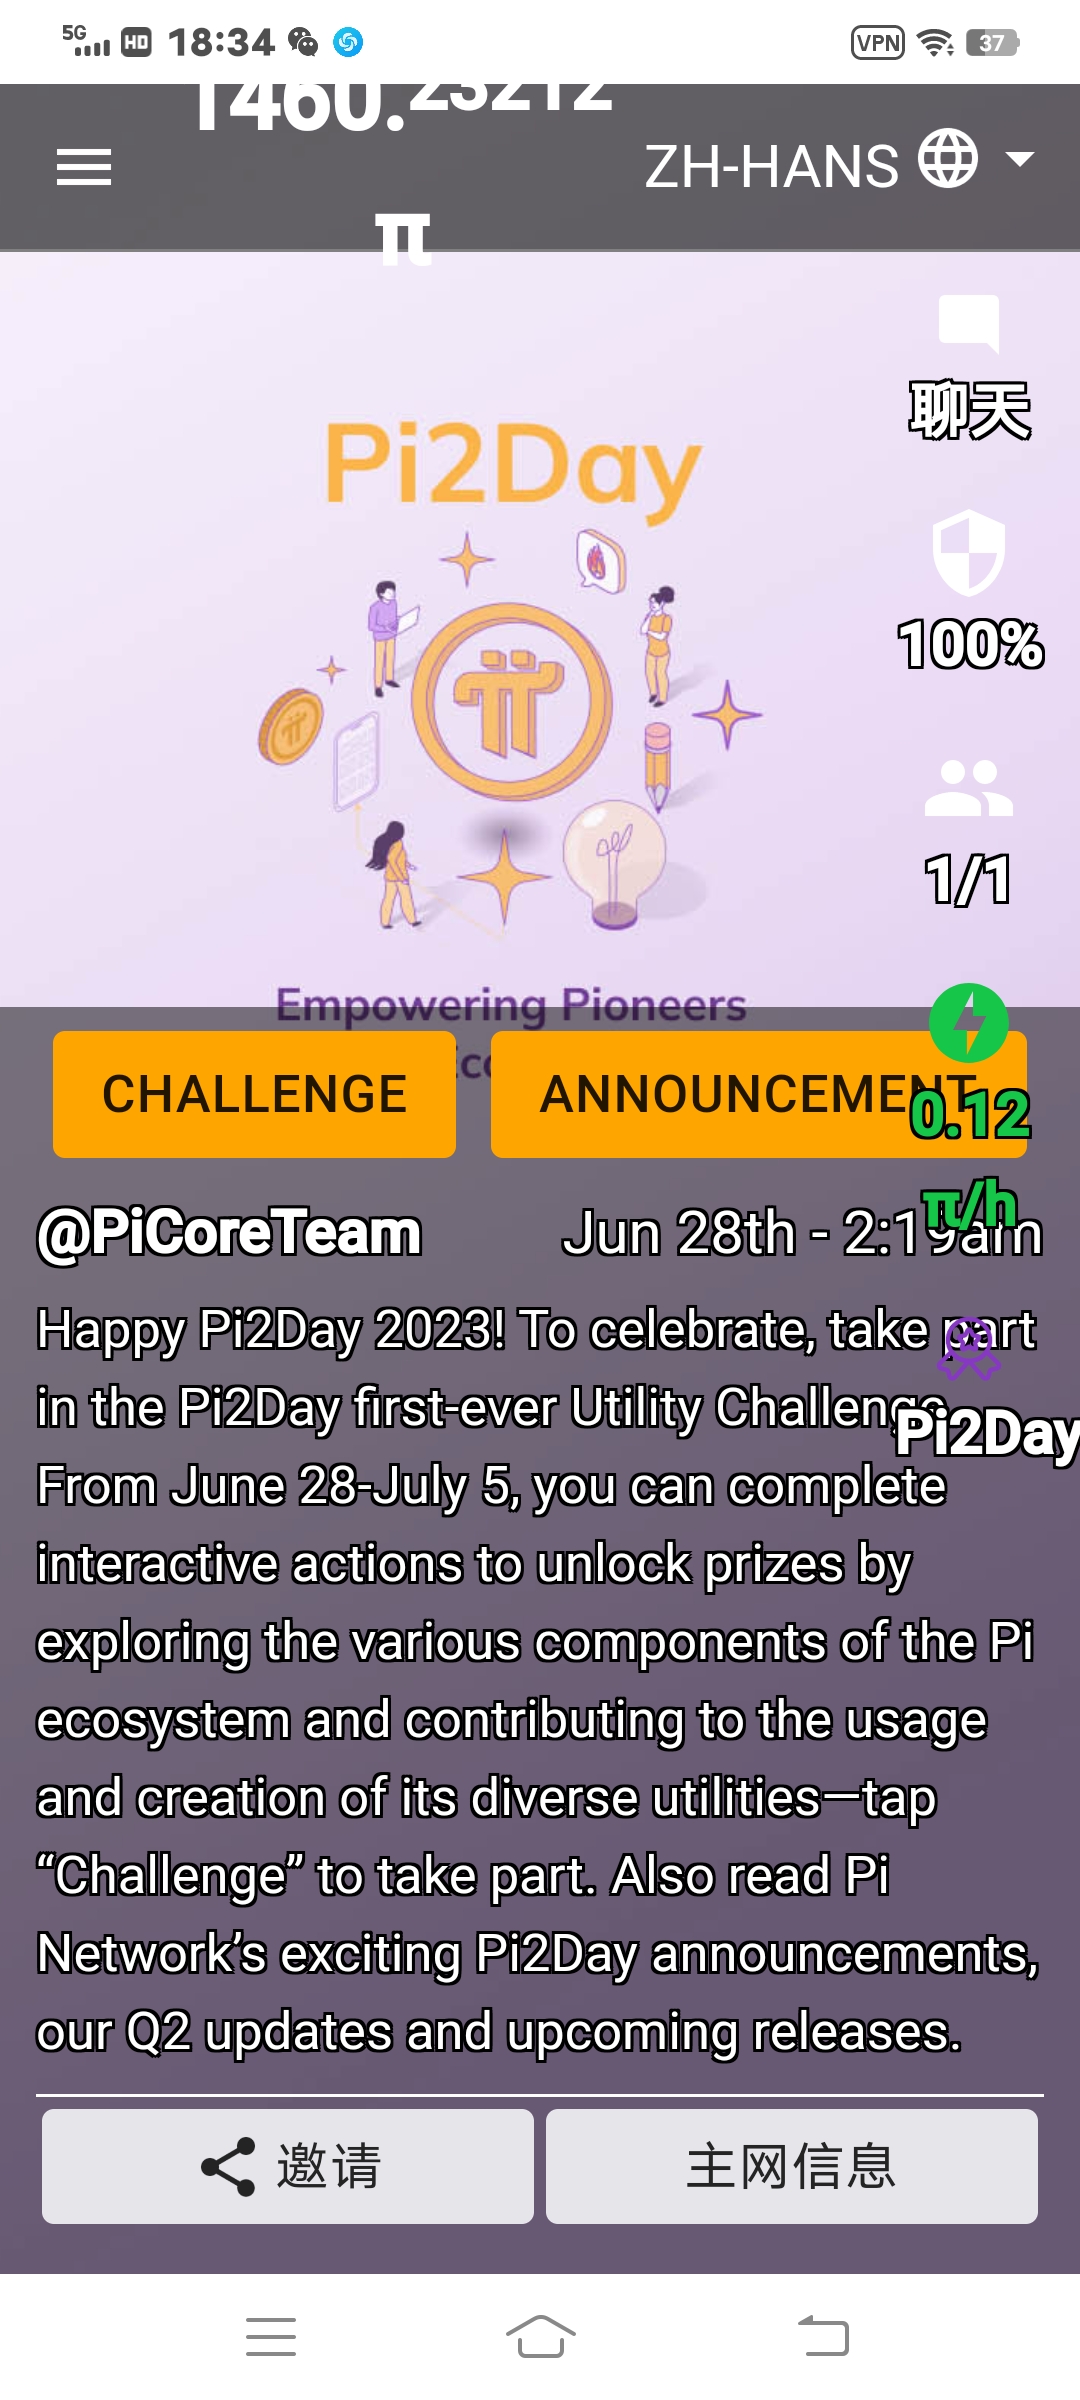 5G HD 18:34 VPN 37
1460.23212
π
ZH-HANS
聊天
Pi2Day
100%
1/1
Empowering Pioneers
CHALLENGE
ANNOUNCEMENT
0.12
π/h
@PiCoreTeam Jun 28th - 2:19am
Happy Pi2Day 2023! To celebrate, take part
in the Pi2Day first-ever Utility Challenge.
Pi2Day
From June 28-July 5, you can complete
interactive actions to unlock prizes by
exploring the various components of the Pi
ecosystem and contributing to the usage
and creation of its diverse utilities—tap
“Challenge” to take part. Also read Pi
Network’s exciting Pi2Day announcements,
our Q2 updates and upcoming releases.
邀请
主网信息